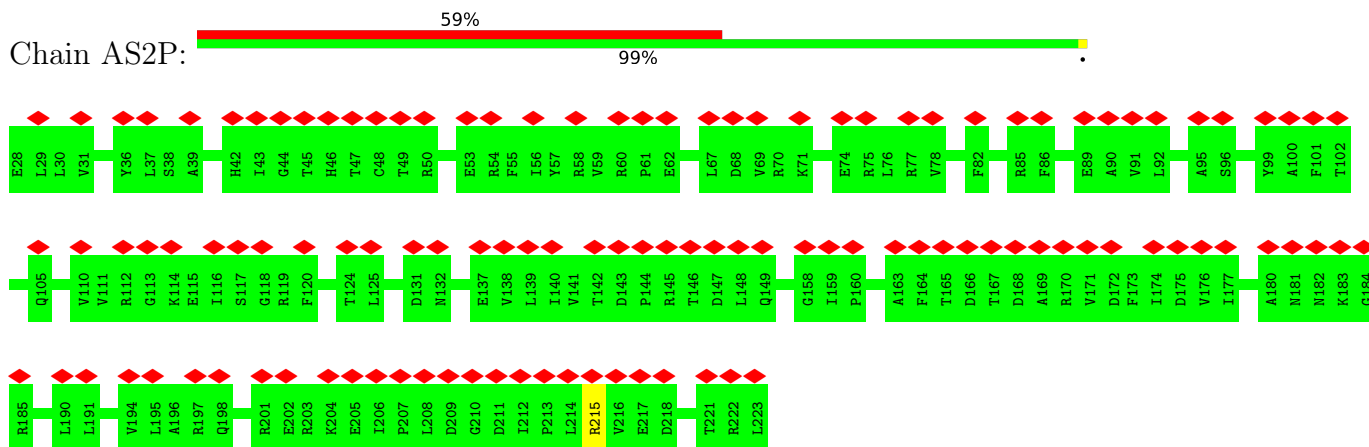 59%
Chain AS2P:
99%
.
E28 L29 L30 V31 Y36 L37 S38 A39 H42 I43 G44 T45 H46 T47 C48 T49 R50 E53 R54 F55 I56 Y57 R58 V59 R60 P61 E62 L67 D68 V69 R70 K71 E74 R75 L76 R77 V78 F82 R85 F86 E89 A90 V91 L92 A95 S96 Y99 A100 F101 T102
Q105 V110 V111 R112 G113 K114 E115 I116 S117 G118 R119 F120 T124 L125 D131 N132 E137 V138 L139 I140 V141 T142 D143 P144 R145 T146 D147 L148 Q149 G158 I159 P160 A163 F164 T165 D166 T167 D168 A169 R170 V171 D172 F173 I174 D175 V176 I177 A180 N181 N182 K183 G184
R185 L190 L191 V194 L195 A196 R197 Q198 R201 E202 R203 K204 E205 I206 P207 L208 D209 G210 D211 I212 P213 L214 R215 V216 E217 D218 T221 R222 L223